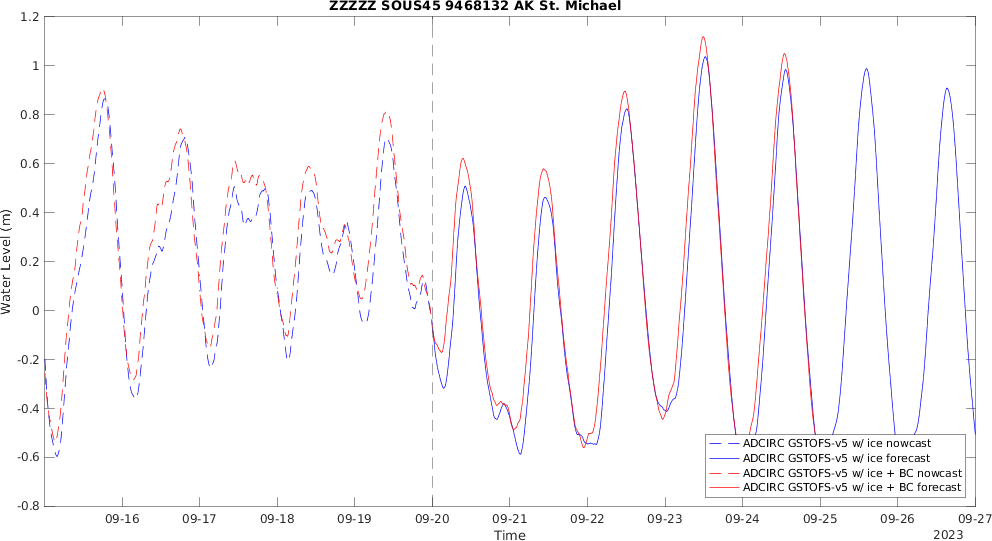 ZZZZZ SOUS45 9468132 AK St. Michael
Water Level (m)
1.2
1
0.8
0.6
0.4
0.2
0
-0.2
-0.4
-0.6
-0.8
ADCIRC GSTOFS-v5 w/ ice nowcast
ADCIRC GSTOFS-v5 w/ ice forecast
ADCIRC GSTOFS-v5 w/ ice + BC nowcast
ADCIRC GSTOFS-v5 w/ ice + BC forecast
09-16 09-17 09-18 09-19 09-20 09-21 09-22 09-23 09-24 09-25 09-26 09-27
Time
2023